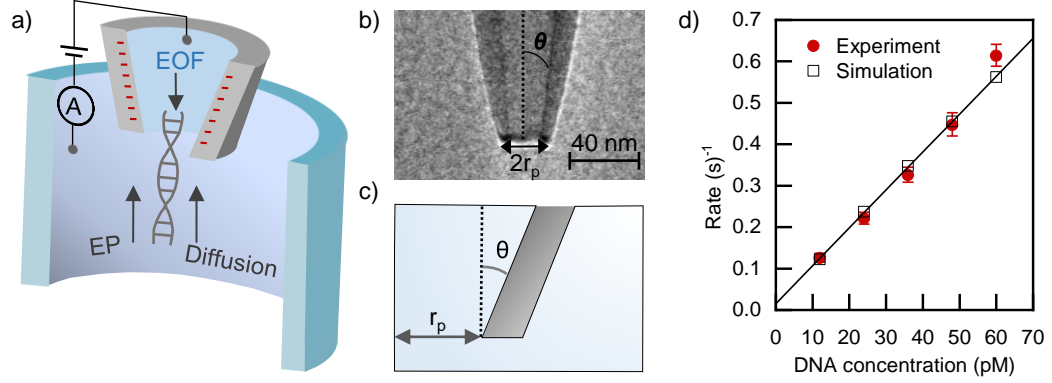 a)
EOF
A
EP
Diffusion
b)
θ
40 nm
2rₚ
c)
θ
rₚ
d)
Experiment
Simulation
Rate (s)⁻¹
0.7
0.6
0.5
0.4
0.3
0.2
0.1
0.0
0 10 20 30 40 50 60 70
DNA concentration (pM)